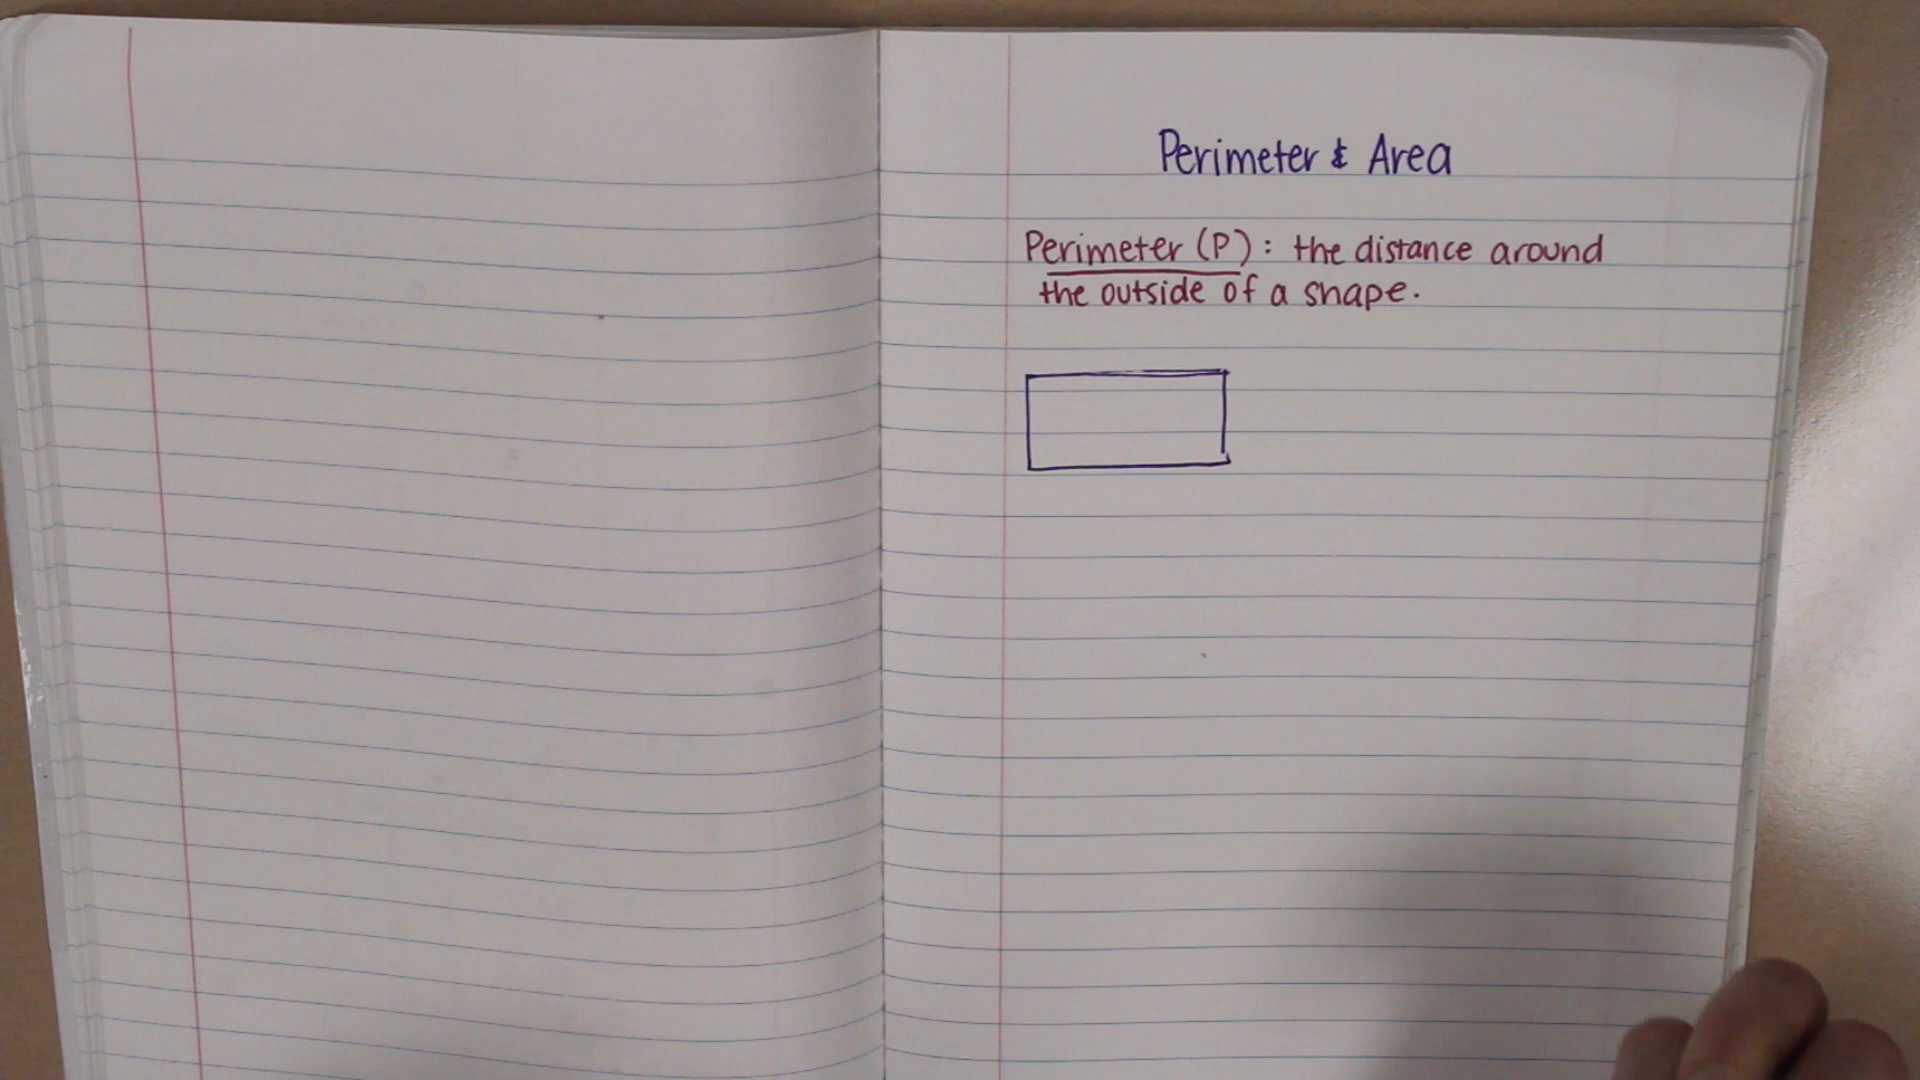 Perimeter & Area
Perimeter (P): the distance around
the outside of a shape.